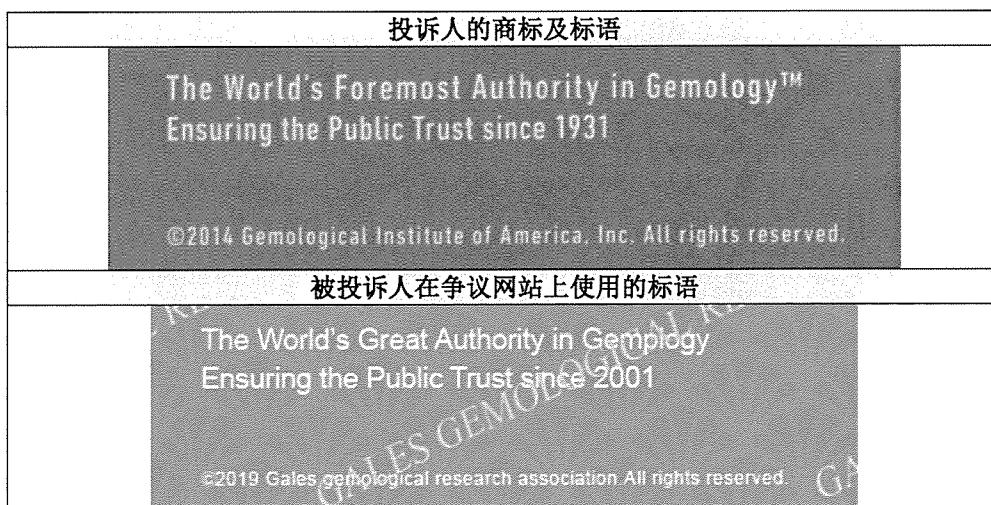 投诉人的商标及标语
The World's Foremost Authority in Gemology™
Ensuring the Public Trust since 1931
©2014 Gemological Institute of America, Inc. All rights reserved.
被投诉人在争议网站上使用的标语
The World's Great Authority in Gemplogy
Ensuring the Public Trust since 2001
GALES GEMOLOGICAL RE
©2019 Gales gemological research association All rights reserved.
GA